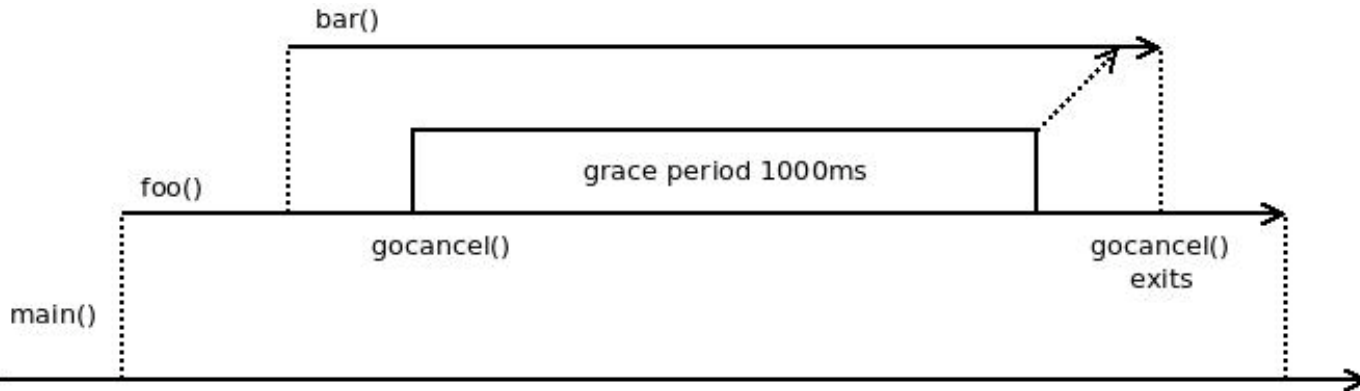 bar()
grace period 1000ms
foo()
gocancel()
gocancel()
exits
main()